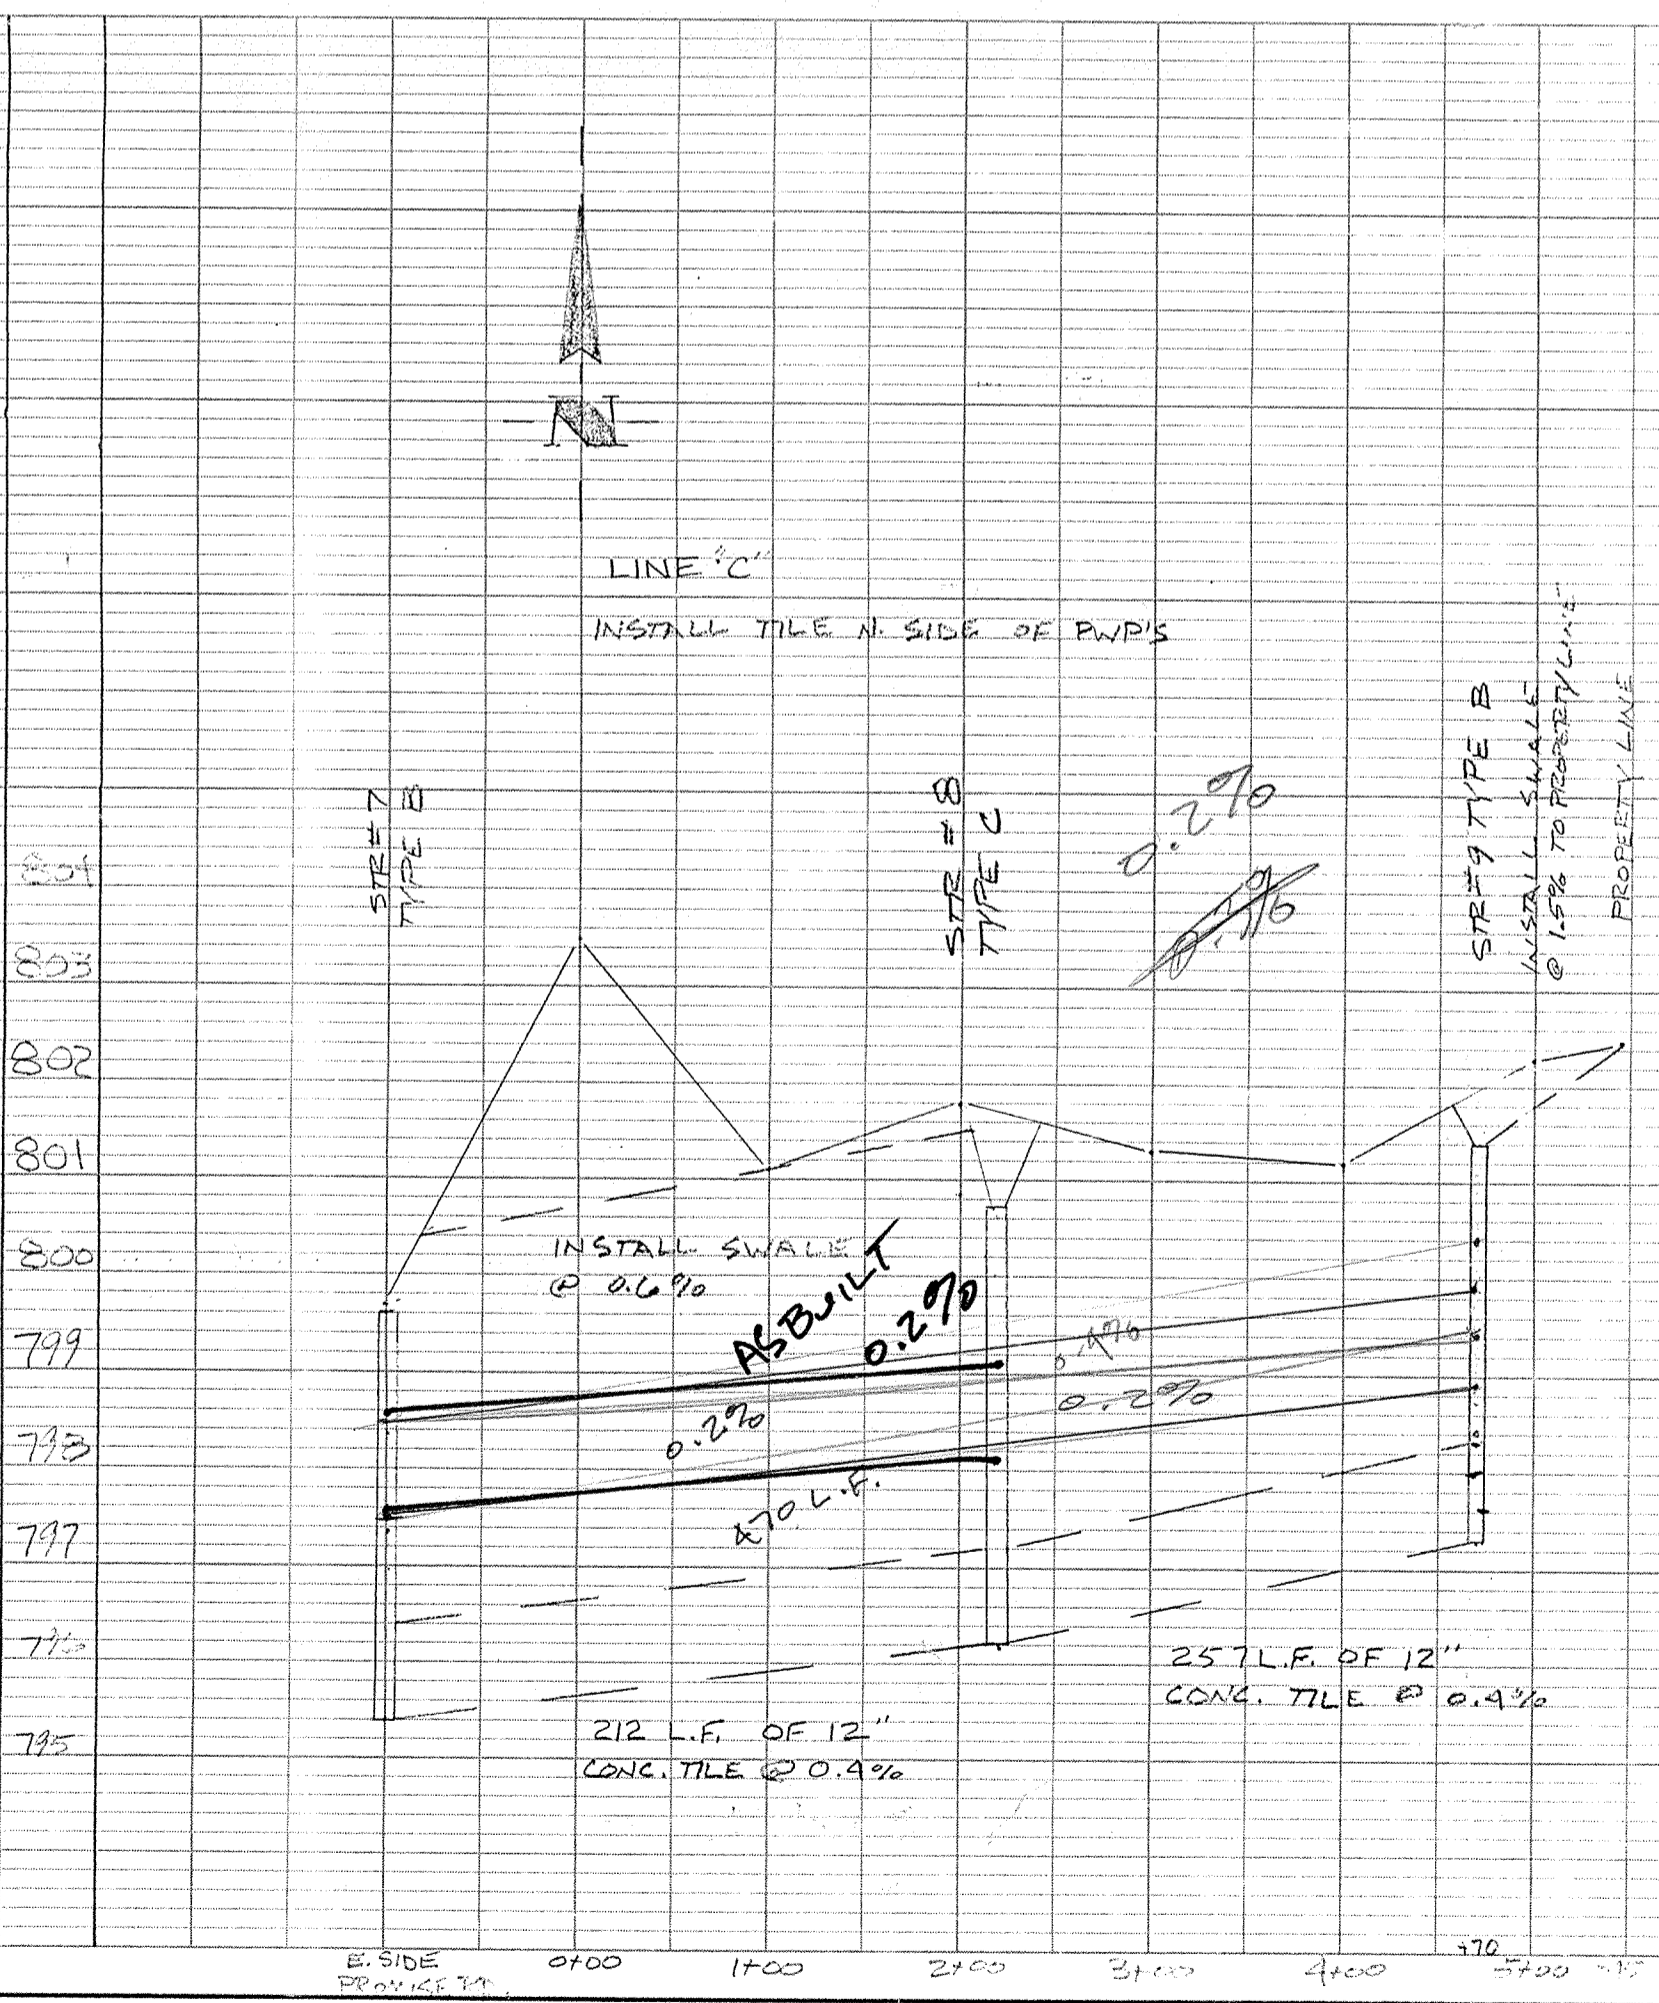 N
LINE "C"
INSTALL TILE N. SIDE OF PWP'S
STR# 7
TYPE B
STR # 8
TYPE C
0.2%
STR#9 TYPE B
INSTALL SWALE
@ 1.5% TO PROPERTY LINE
PROPERTY LINE
804
803
802
801
800
799
798
797
796
795
INSTALL SWALE
@ 0.6%
ASBUILT
0.2%
0.4%
0.2%
0.2%
470 L.F.
257 L.F. OF 12"
CONC. TILE @ 0.4%
212 L.F. OF 12"
CONC. TILE @ 0.4%
E. SIDE
PROMISE RD.
0+00
1+00
2+00
3+00
4+00
+70
5+00